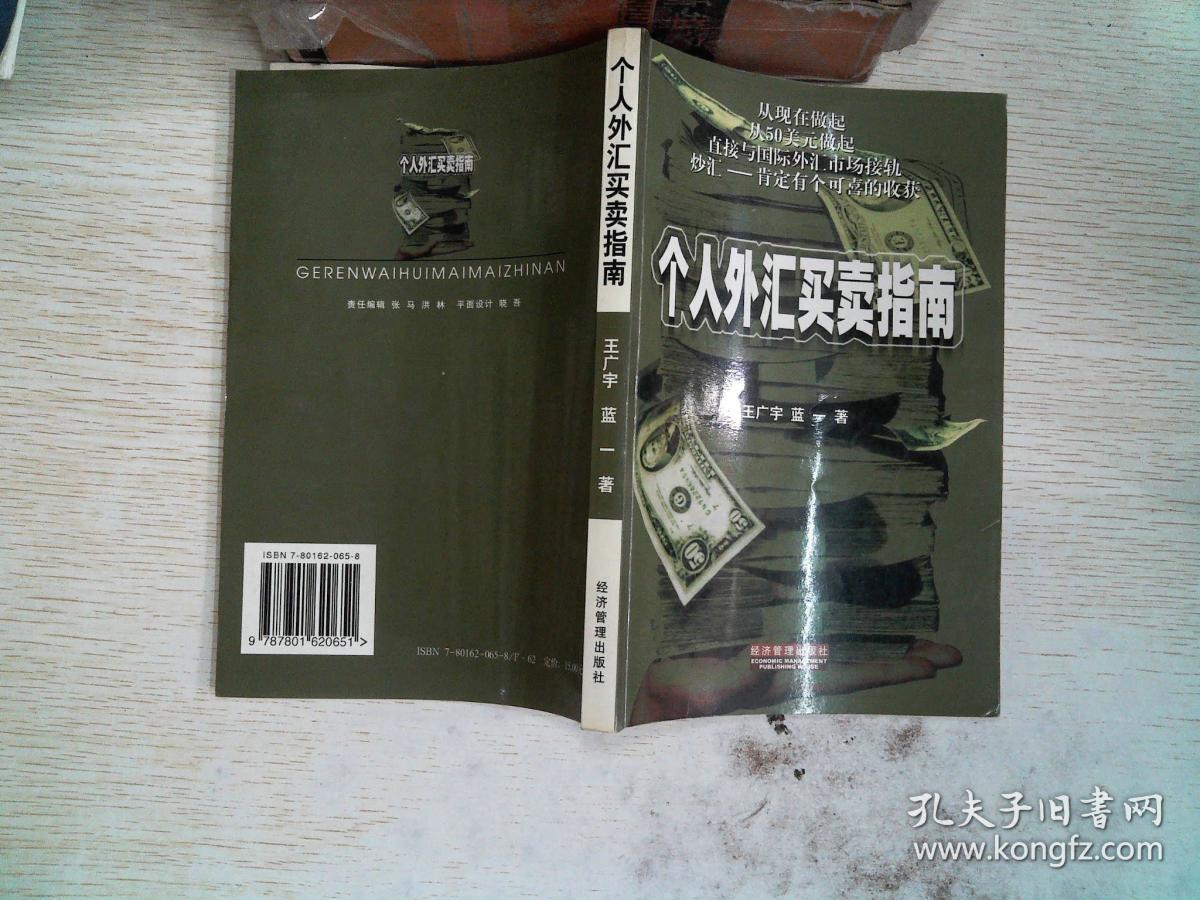 个人外汇买卖指南
GERENWAIHUIMAIMAIZHINAN
责任编辑 张 马 洪 林 平面设计 晓 吾
ISBN 7-80162-065-8
9 787801 620651 >
ISBN 7-80162-065-8/F·62 定价: 15.00
个人外汇买卖指南
王广宇 蓝 一 著
经济管理出版社
从现在做起
从50美元做起
直接与国际外汇市场接轨
炒汇 — 肯定有个可喜的收获
个人外汇买卖指南
王广宇 蓝 一 著
50
经济管理出版社
ECONOMIC MANAGEMENT
PUBLISHING HOUSE
孔夫子旧书网
www.kongfz.com